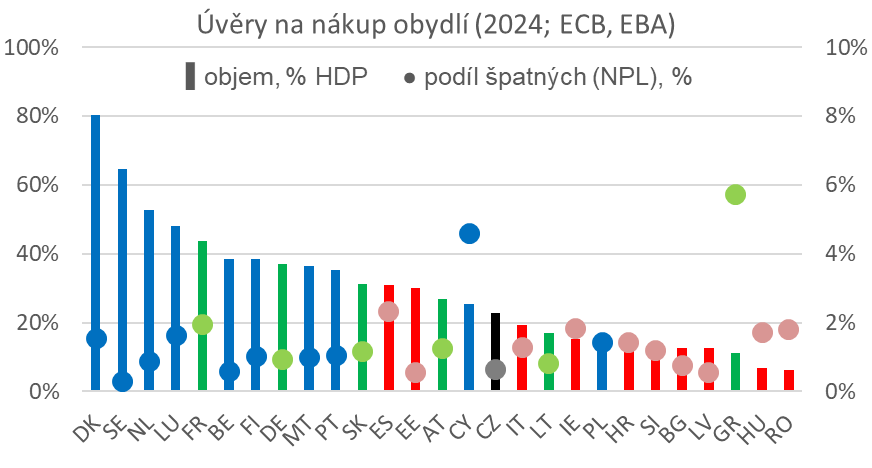 Úvěry na nákup obydlí (2024; ECB, EBA)
100% 10%
objem, % HDP podíl špatných (NPL), %
80% 8%
60% 6%
40% 4%
20% 2%
0% 0%
DK SE NL LU FR BE FI DE MT PT SK ES EE AT CY CZ IT LT IE PL HR SI BG LV GR HU RO